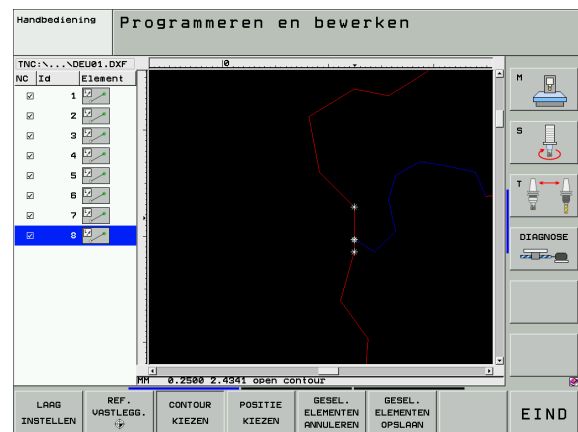 Handbediening
Programmeren en bewerken
TNC:\...\DEU01.DXF
NC Id Element
1
2
3
4
5
6
7
8
0
M
S
T
DIAGNOSE
MM 0.2500 2.4341 open contour
LAAG INSTELLEN
REF. VASTLEGG.
CONTOUR KIEZEN
POSITIE KIEZEN
GESEL. ELEMENTEN ANNULEREN
GESEL. ELEMENTEN OPSLAAN
EIND